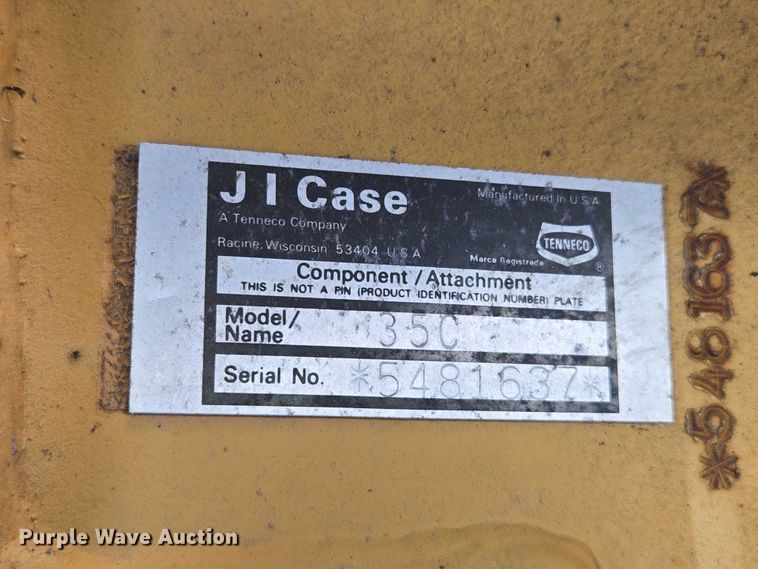 J I Case
A Tenneco Company
Racine, Wisconsin 53404 U.S.A.
Manufactured In U S A
TENNECO
Marca Registrada
®
Component/Attachment
THIS IS NOT A PIN (PRODUCT IDENTIFICATION NUMBER) PLATE
Model/
Name 35C
Serial No. *5481637*
*5481637*
Purple Wave Auction